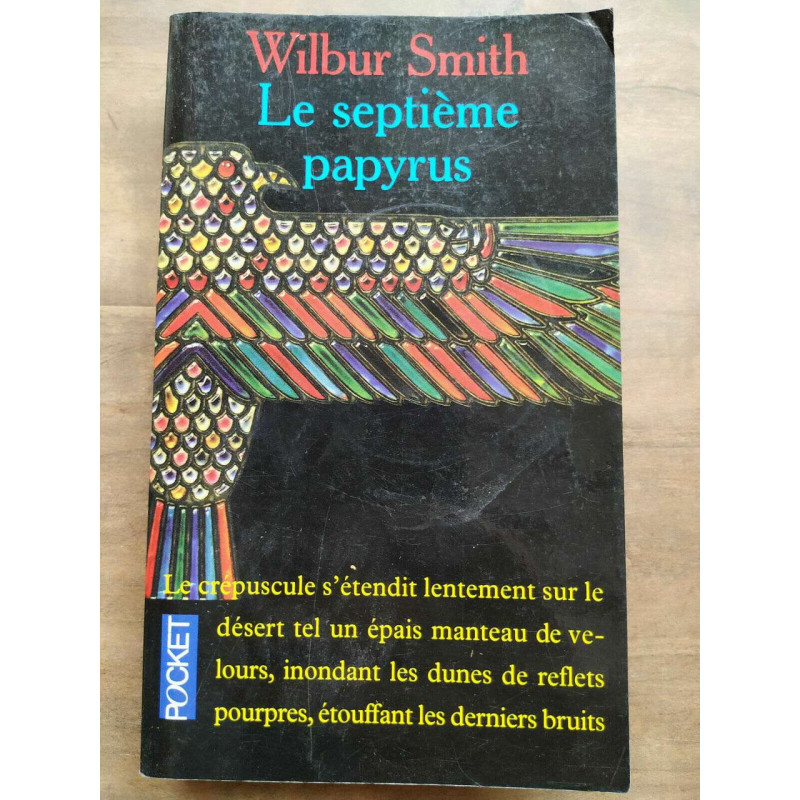 Wilbur Smith
Le septième
papyrus
Le crépuscule s'étendit lentement sur le
désert tel un épais manteau de ve-
lours, inondant les dunes de reflets
pourpres, étouffant les derniers bruits
POCKET